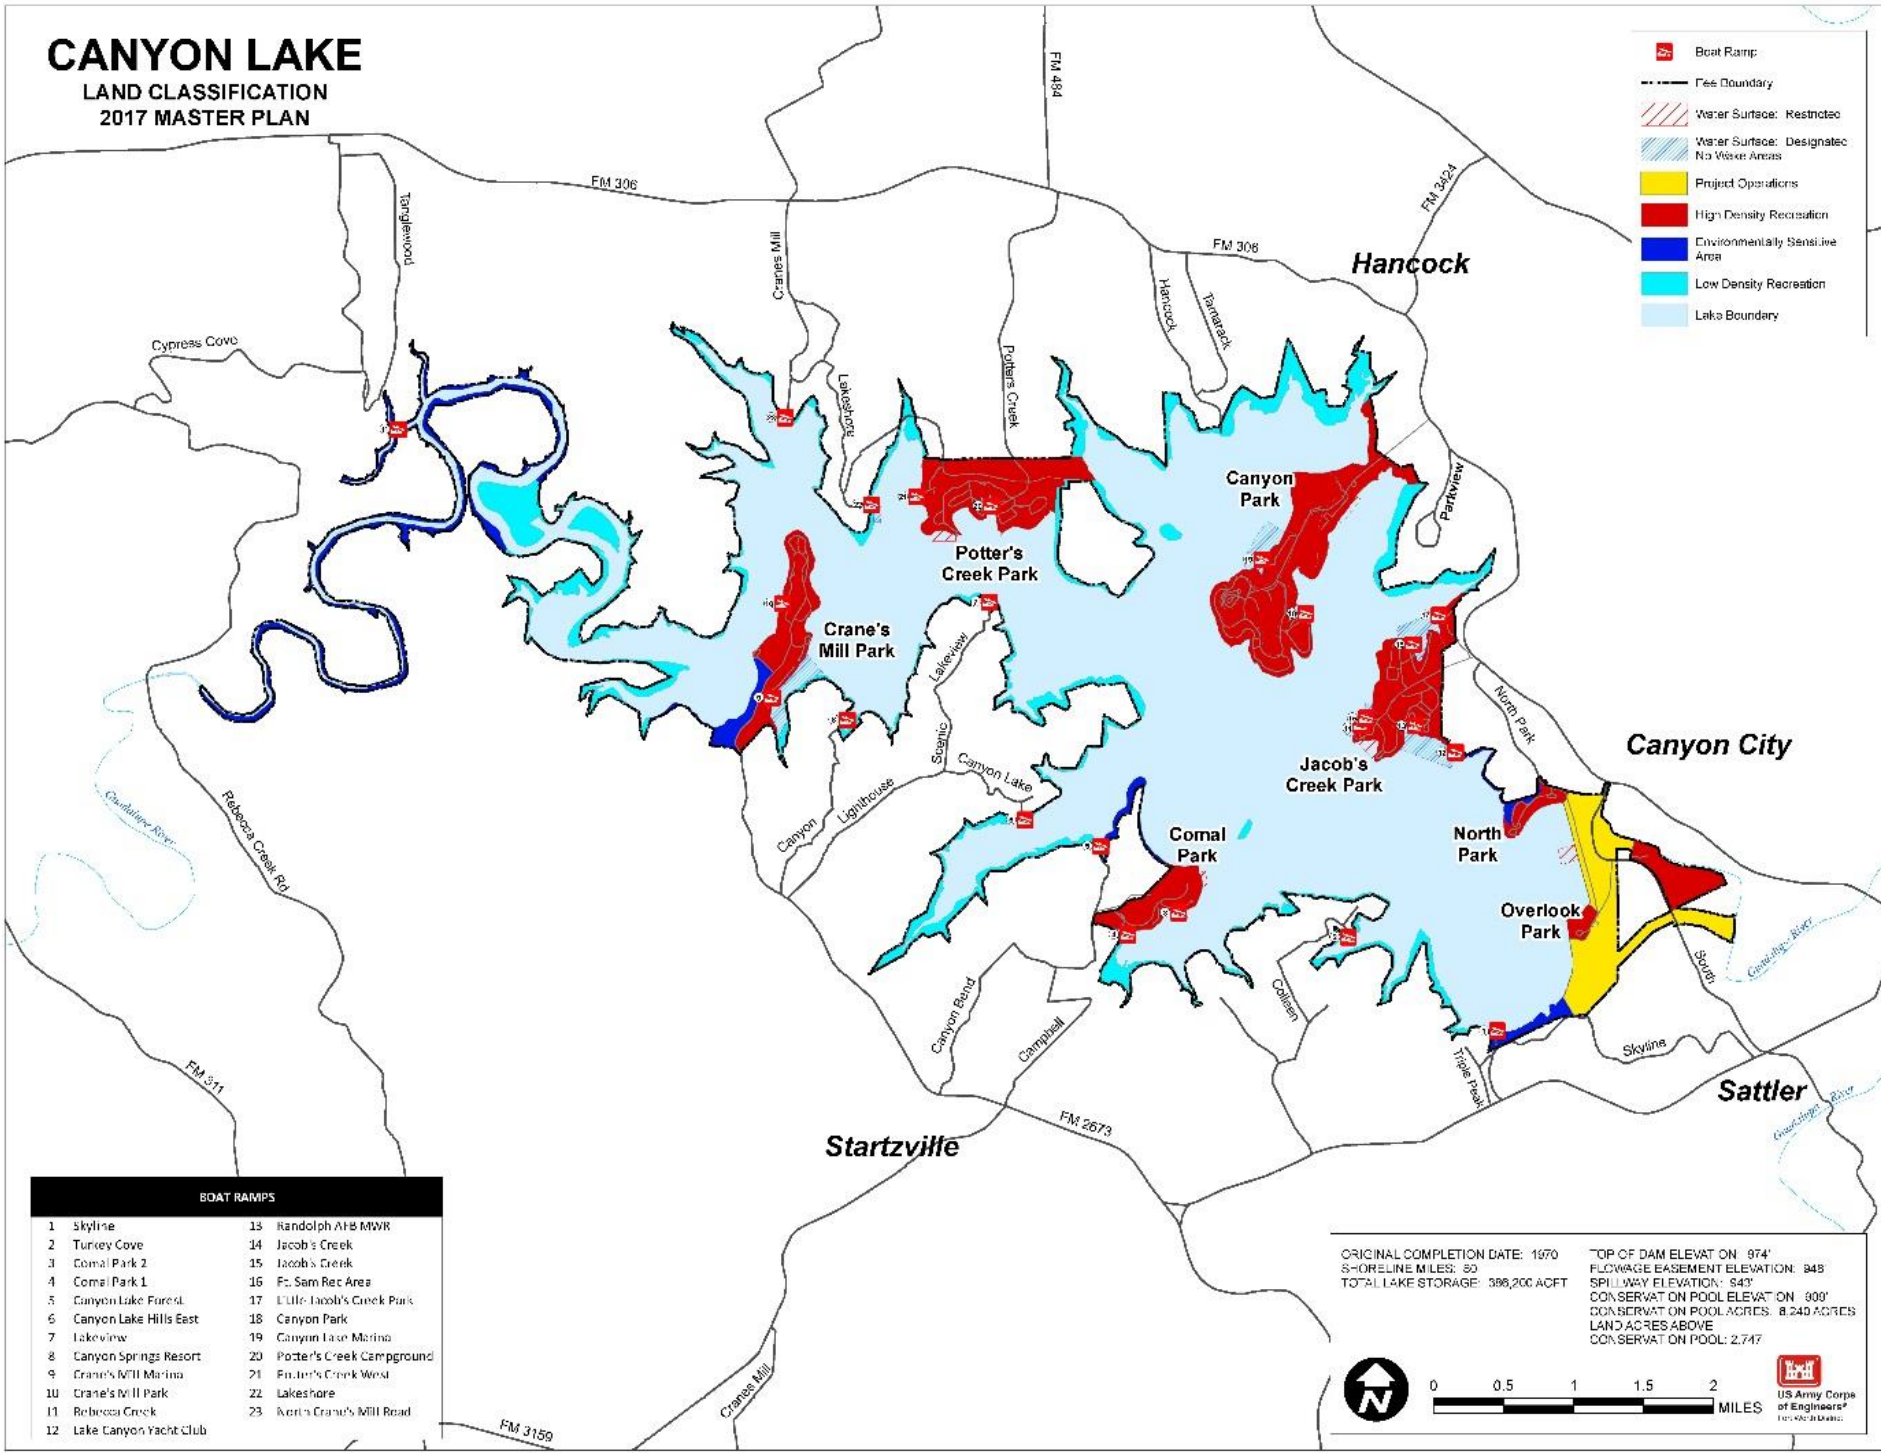 CANYON LAKE
LAND CLASSIFICATION
2017 MASTER PLAN
Boat Ramp
Fee Boundary
Water Surface: Restricted
Water Surface: Designated
No Wake Areas
Project Operations
High Density Recreation
Environmentally Sensitive
Area
Low Density Recreation
Lake Boundary
FM 484
FM 306
FM 3424
Tanglewood
Cranes Mill
FM 306
Hancock
Hancock
Tamarack
Cypress Cove
Lakeshore
Potters Creek
Canyon
Park
Parkview
Potter's
Creek Park
Crane's
Mill Park
Lakeview
North Park
Canyon City
Scenic
Canyon Lake
Jacob's
Creek Park
Lighthouse
Canyon
Guadalupe River
Rebecca Creek Rd
Comal
Park
North
Park
Overlook
Park
Guadalupe River
South
Canyon Bend
Campbell
Colleen
Skyline
Triple Peak
Sattler
Guadalupe River
FM 311
FM 2673
Startzville
Cranes Mill
FM 3159
BOAT RAMPS
1 Skyline
2 Turkey Cove
3 Comal Park 2
4 Comal Park 1
5 Canyon Lake Forest
6 Canyon Lake Hills East
7 Lakeview
8 Canyon Springs Resort
9 Crane's Mill Marina
10 Crane's Mill Park
11 Rebecca Creek
12 Lake Canyon Yacht Club
13 Randolph AFB MWR
14 Jacob's Creek
15 Jacob's Creek
16 Ft. Sam Rec Area
17 Little Jacob's Creek Park
18 Canyon Park
19 Canyon Lake Marina
20 Potter's Creek Campground
21 Potter's Creek West
22 Lakeshore
23 North Crane's Mill Road
ORIGINAL COMPLETION DATE: 1970
SHORELINE MILES: 80
TOTAL LAKE STORAGE: 386,200 ACFT
TOP OF DAM ELEVATION: 974'
FLOWAGE EASEMENT ELEVATION: 948'
SPILLWAY ELEVATION: 943'
CONSERVATION POOL ELEVATION: 909'
CONSERVATION POOL ACRES: 8,240 ACRES
LAND ACRES ABOVE
CONSERVATION POOL: 2,747
N
0 0.5 1 1.5 2
MILES
US Army Corps
of Engineers®
Fort Worth District